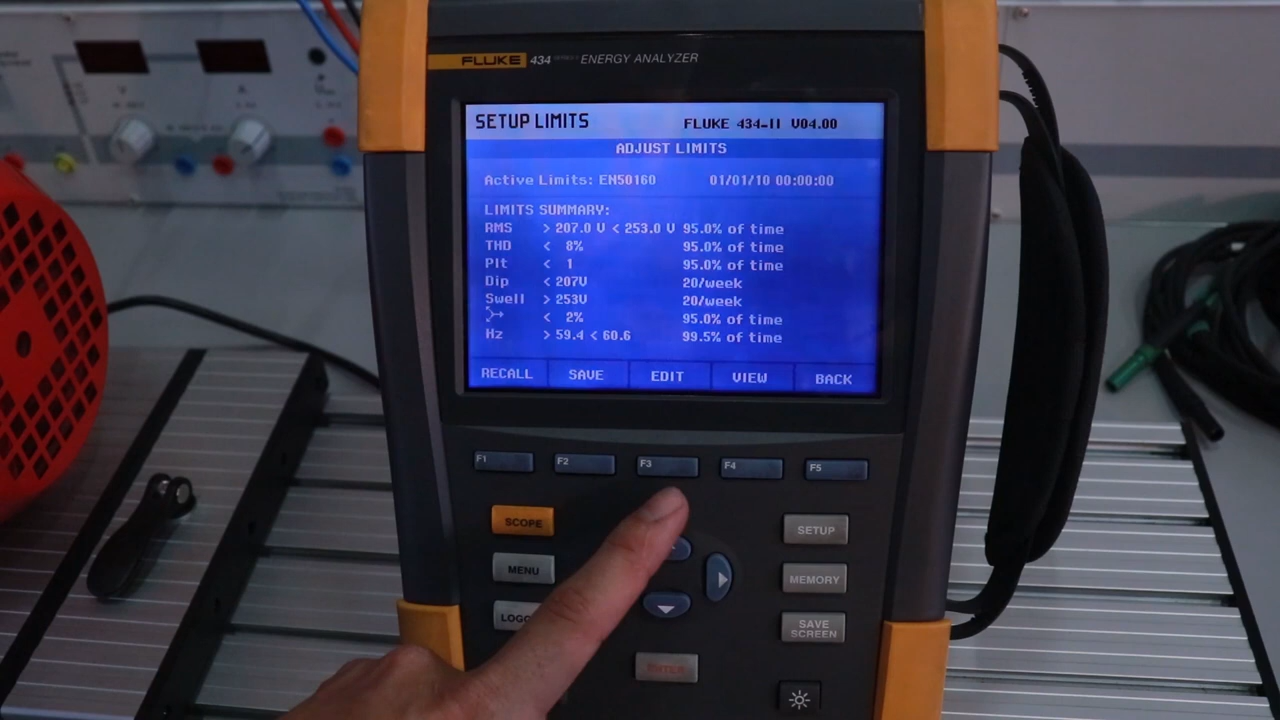 FLUKE 434 SERIES II ENERGY ANALYZER
SETUP LIMITS FLUKE 434-II V04.00
ADJUST LIMITS
Active Limits: EN50160 01/01/10 00:00:00
LIMITS SUMMARY:
RMS > 207.0 V < 253.0 V 95.0% of time
THD < 8% 95.0% of time
Plt < 1 95.0% of time
Dip < 207V 20/week
Swell > 253V 20/week
< 2% 95.0% of time
Hz > 59.4 < 60.6 99.5% of time
RECALL SAVE EDIT VIEW BACK
F1 F2 F3 F4 F5
SCOPE SETUP
MENU MEMORY
LOGG
SAVE
SCREEN
ENTER